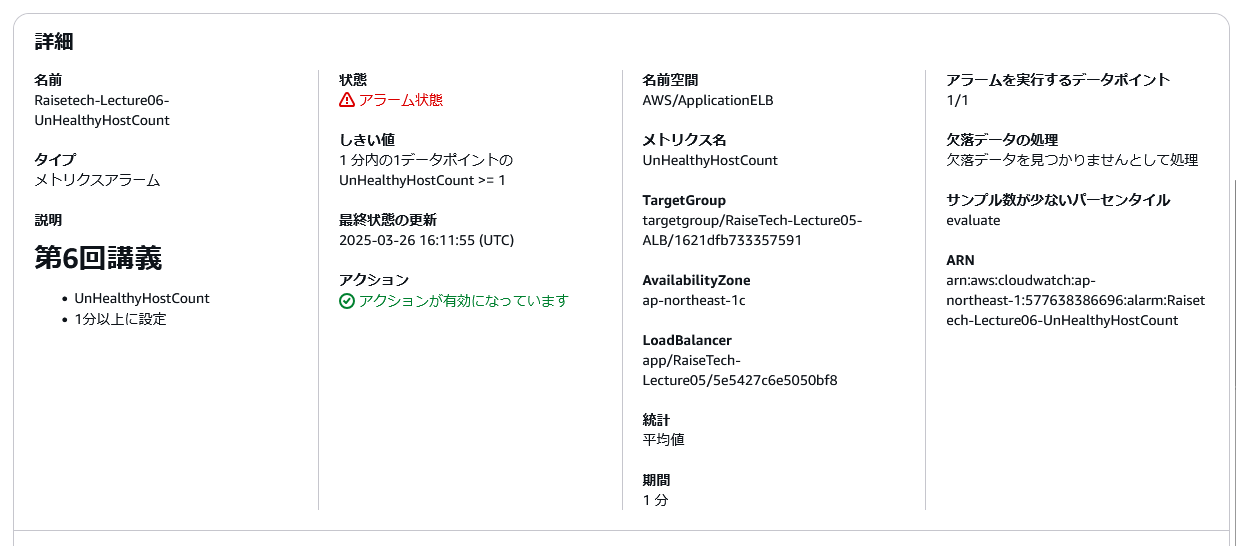 詳細
名前
Raisetech-Lecture06-
UnHealthyHostCount
タイプ
メトリクスアラーム
説明
第6回講義
• UnHealthyHostCount
• 1分以上に設定
状態
アラーム状態
しきい値
1 分内の1データポイントの
UnHealthyHostCount >= 1
最終状態の更新
2025-03-26 16:11:55 (UTC)
アクション
アクションが有効になっています
名前空間
AWS/ApplicationELB
メトリクス名
UnHealthyHostCount
TargetGroup
targetgroup/RaiseTech-Lecture05-
ALB/1621dfb733357591
AvailabilityZone
ap-northeast-1c
LoadBalancer
app/RaiseTech-
Lecture05/5e5427c6e5050bf8
統計
平均値
期間
1 分
アラームを実行するデータポイント
1/1
欠落データの処理
欠落データを見つかりませんとして処理
サンプル数が少ないパーセンタイル
evaluate
ARN
arn:aws:cloudwatch:ap-
northeast-1:577638386696:alarm:Raiset
ech-Lecture06-UnHealthyHostCount